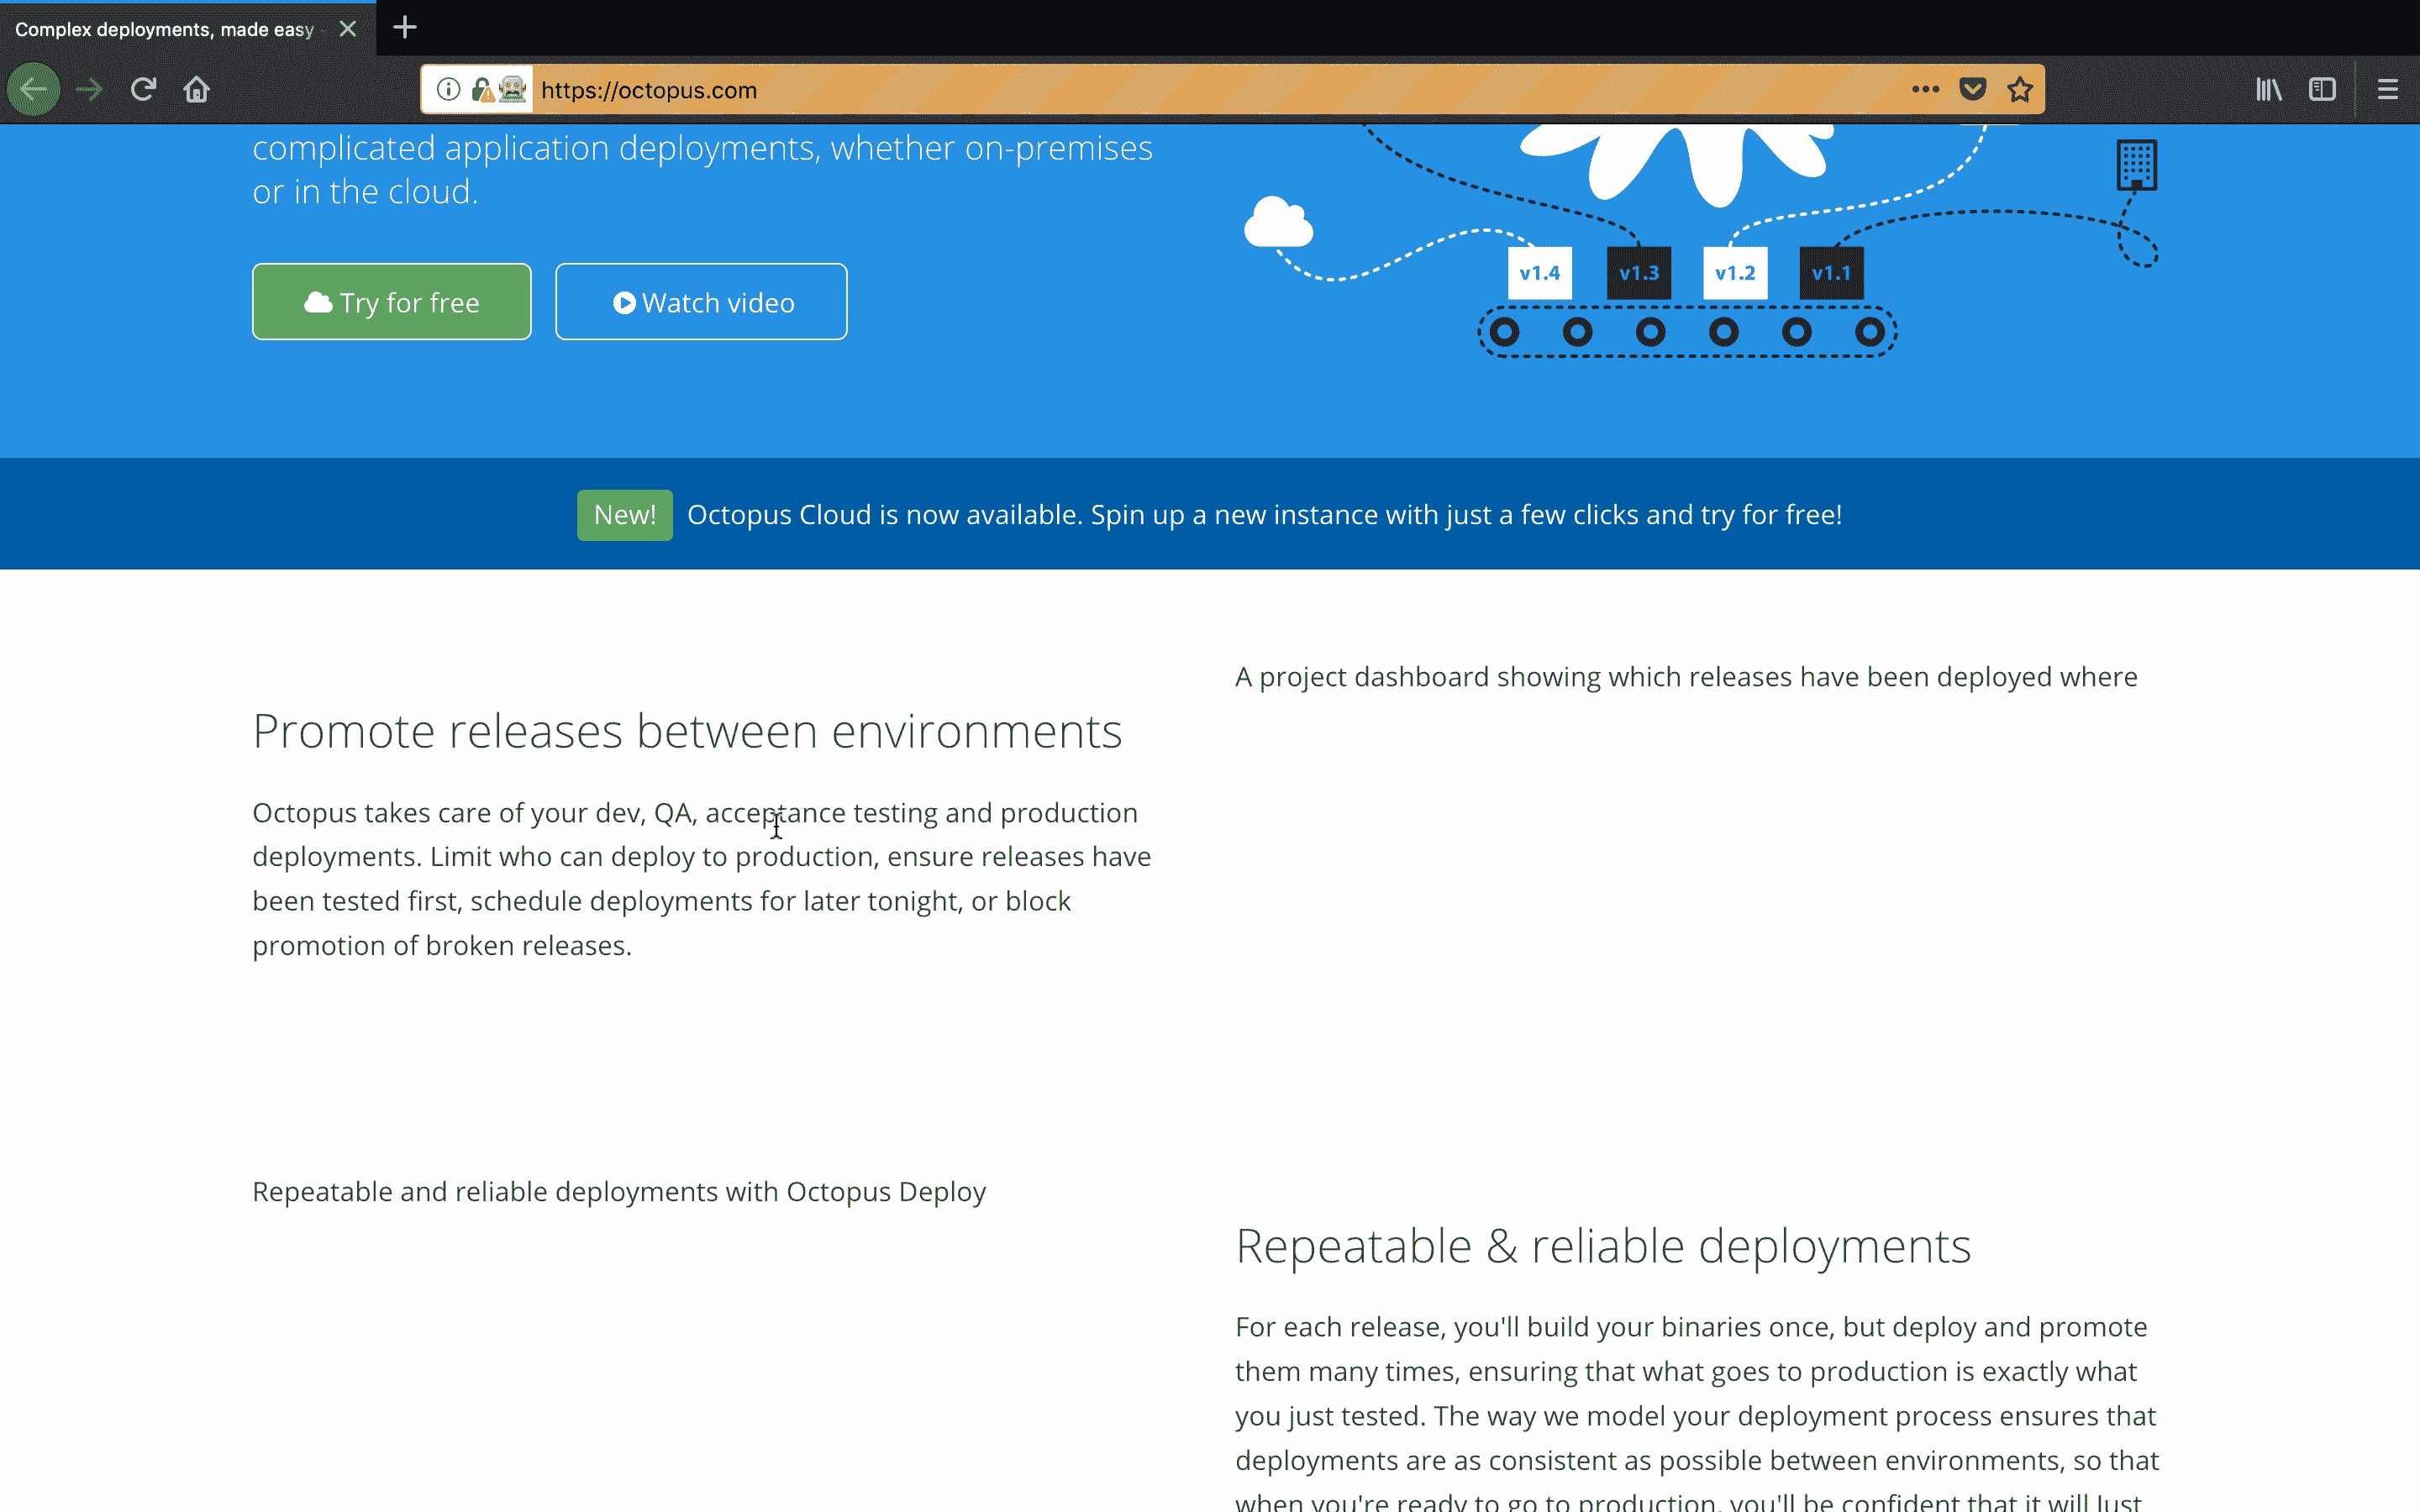 Complex deployments, made easy
https://octopus.com
complicated application deployments, whether on-premises
or in the cloud.
Try for free
Watch video
v1.4 v1.3 v1.2 v1.1
New! Octopus Cloud is now available. Spin up a new instance with just a few clicks and try for free!
A project dashboard showing which releases have been deployed where
Promote releases between environments
Octopus takes care of your dev, QA, acceptance testing and production
deployments. Limit who can deploy to production, ensure releases have
been tested first, schedule deployments for later tonight, or block
promotion of broken releases.
Repeatable and reliable deployments with Octopus Deploy
Repeatable & reliable deployments
For each release, you'll build your binaries once, but deploy and promote
them many times, ensuring that what goes to production is exactly what
you just tested. The way we model your deployment process ensures that
deployments are as consistent as possible between environments, so that
when you're ready to go to production, you'll be confident that it will Just